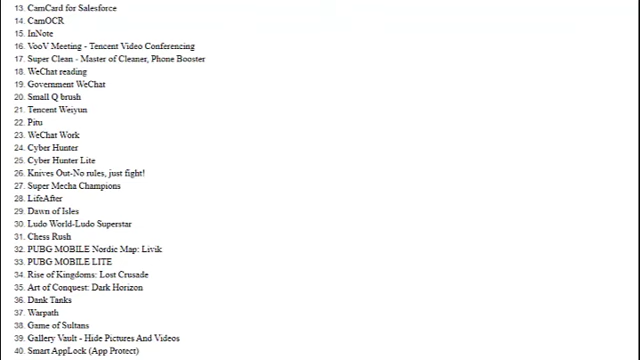 13. CamCard for Salesforce
14. CamOCR
15. InNote
16. VooV Meeting - Tencent Video Conferencing
17. Super Clean - Master of Cleaner, Phone Booster
18. WeChat reading
19. Government WeChat
20. Small Q brush
21. Tencent Weiyun
22. Pitu
23. WeChat Work
24. Cyber Hunter
25. Cyber Hunter Lite
26. Knives Out-No rules, just fight!
27. Super Mecha Champions
28. LifeAfter
29. Dawn of Isles
30. Ludo World-Ludo Superstar
31. Chess Rush
32. PUBG MOBILE Nordic Map: Livik
33. PUBG MOBILE LITE
34. Rise of Kingdoms: Lost Crusade
35. Art of Conquest: Dark Horizon
36. Dank Tanks
37. Warpath
38. Game of Sultans
39. Gallery Vault - Hide Pictures And Videos
40. Smart AppLock (App Protect)